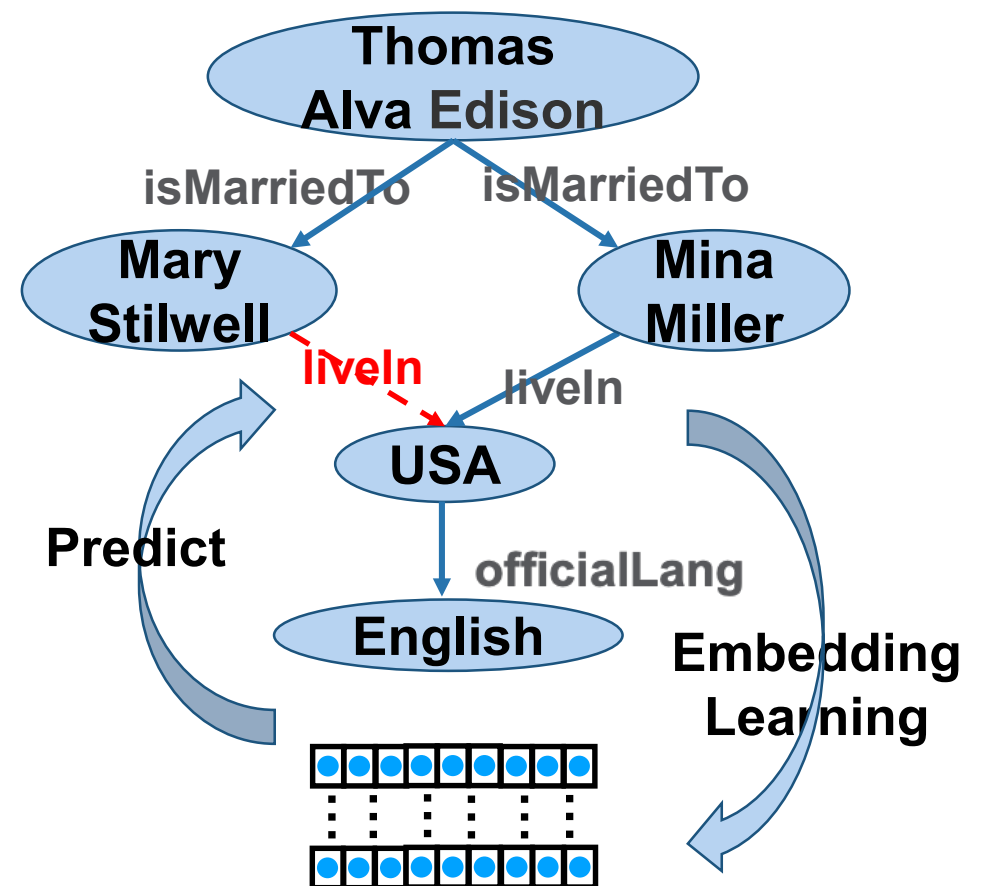 Thomas
Alva Edison
isMarriedTo
isMarriedTo
Mary
Stilwell
Mina
Miller
liveIn
liveIn
USA
Predict
officialLang
English
Embedding
Learning